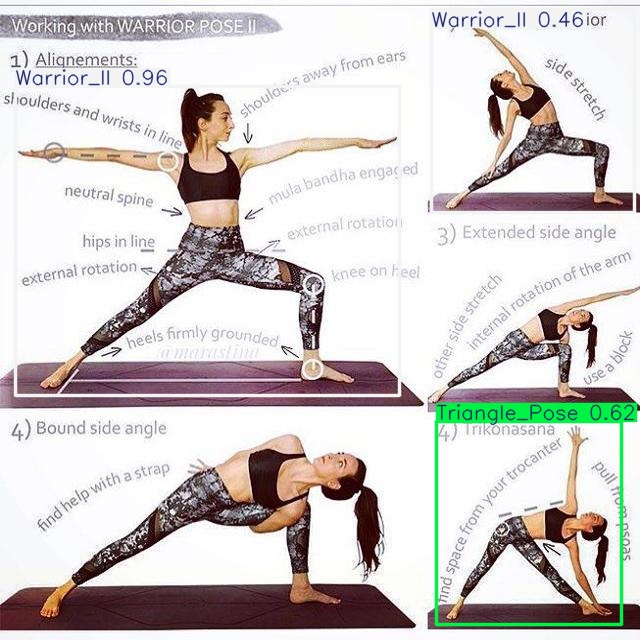 Working with WARRIOR POSE II
1) Alignements:
Warrior_II 0.96
shoulders away from ears
shoulders and wrists in line
neutral spine
mula bandha engaged
hips in line
external rotation
external rotation
knee on heel
heels firmly grounded
@marastina
Warrior_II 0.46 ior
side stretch
3) Extended side angle
other side stretch
internal rotation of the arm
use a block
4) Bound side angle
find help with a strap
Triangle_Pose 0.62
4) Trikonasana
find space from your trocanter
pull from psoas